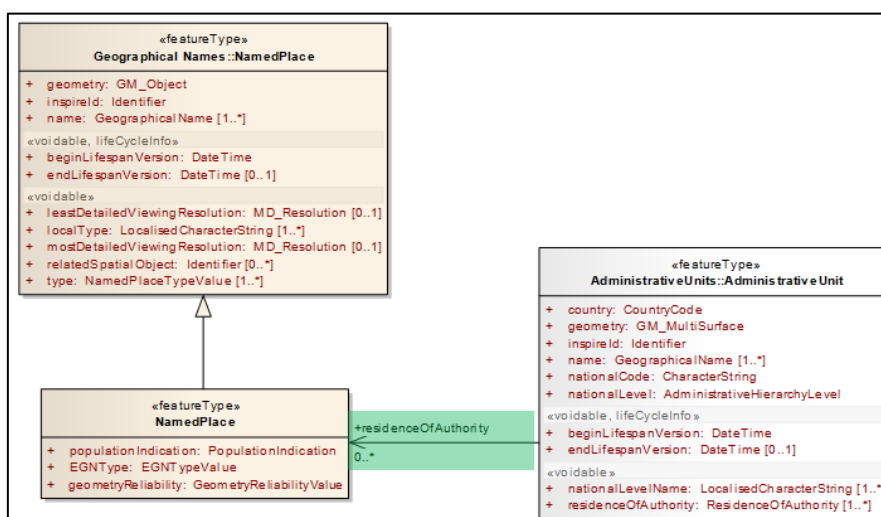 «featureType»
Geographical Names::NamedPlace
+ geometry: GM_Object
+ inspireId: Identifier
+ name: GeographicalName [1..*]
«voidable, lifeCycleInfo»
+ beginLifespanVersion: DateTime
+ endLifespanVersion: DateTime [0..1]
«voidable»
+ leastDetailedViewingResolution: MD_Resolution [0..1]
+ localType: LocalisedCharacterString [1..*]
+ mostDetailedViewingResolution: MD_Resolution [0..1]
+ relatedSpatialObject: Identifier [0..*]
+ type: NamedPlaceTypeValue [1..*]
«featureType»
NamedPlace
+ populationIndication: PopulationIndication
+ EGNType: EGNTypeValue
+ geometryReliability: GeometryReliabilityValue
+residenceOfAuthority
0..*
«featureType»
AdministrativeUnits::AdministrativeUnit
+ country: CountryCode
+ geometry: GM_MultiSurface
+ inspireId: Identifier
+ name: GeographicalName [1..*]
+ nationalCode: CharacterString
+ nationalLevel: AdministrativeHierarchyLevel
«voidable, lifeCycleInfo»
+ beginLifespanVersion: DateTime
+ endLifespanVersion: DateTime [0..1]
«voidable»
+ nationalLevelName: LocalisedCharacterString [1..*
+ residenceOfAuthority: ResidenceOfAuthority [1..*]